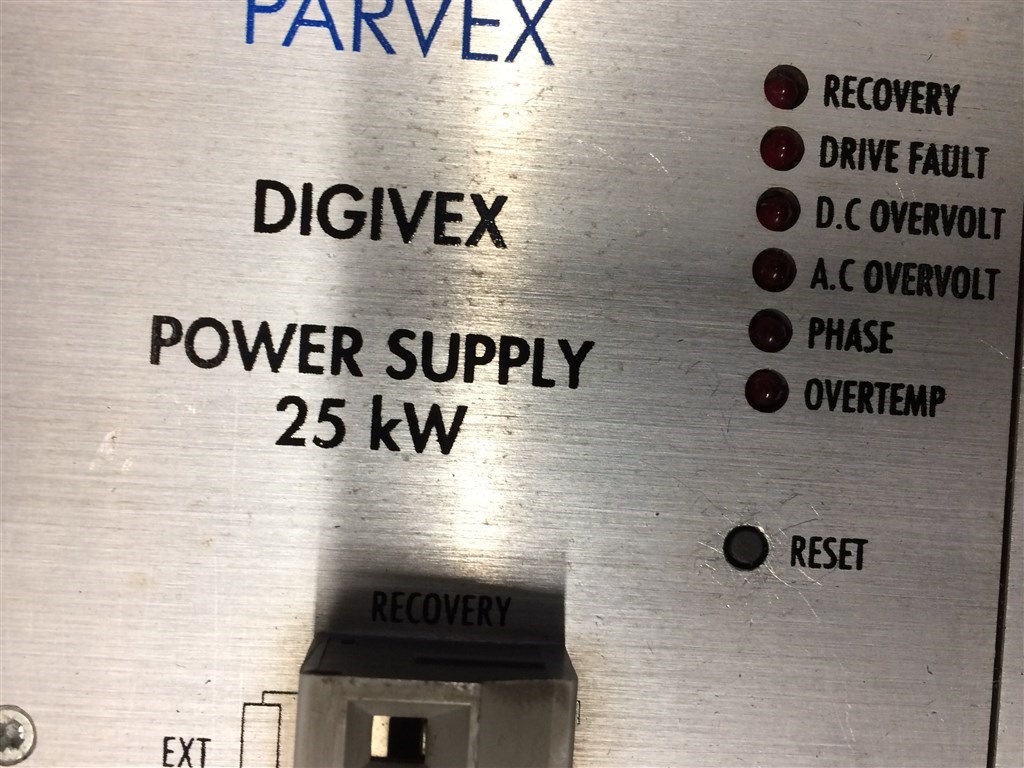 PARVEX
DIGIVEX
POWER SUPPLY
25 kW
RECOVERY
DRIVE FAULT
D.C OVERVOLT
A.C OVERVOLT
PHASE
OVERTEMP
RESET
RECOVERY
EXT